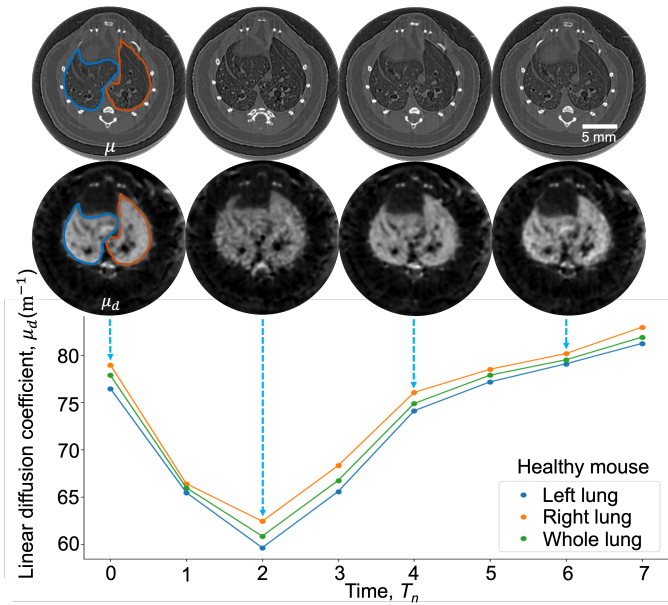 μ
5 mm
μ_d
Linear diffusion coefficient, μ_d(m⁻¹)
80
75
70
65
60
Healthy mouse
Left lung
Right lung
Whole lung
0 1 2 3 4 5 6 7
Time, T_n